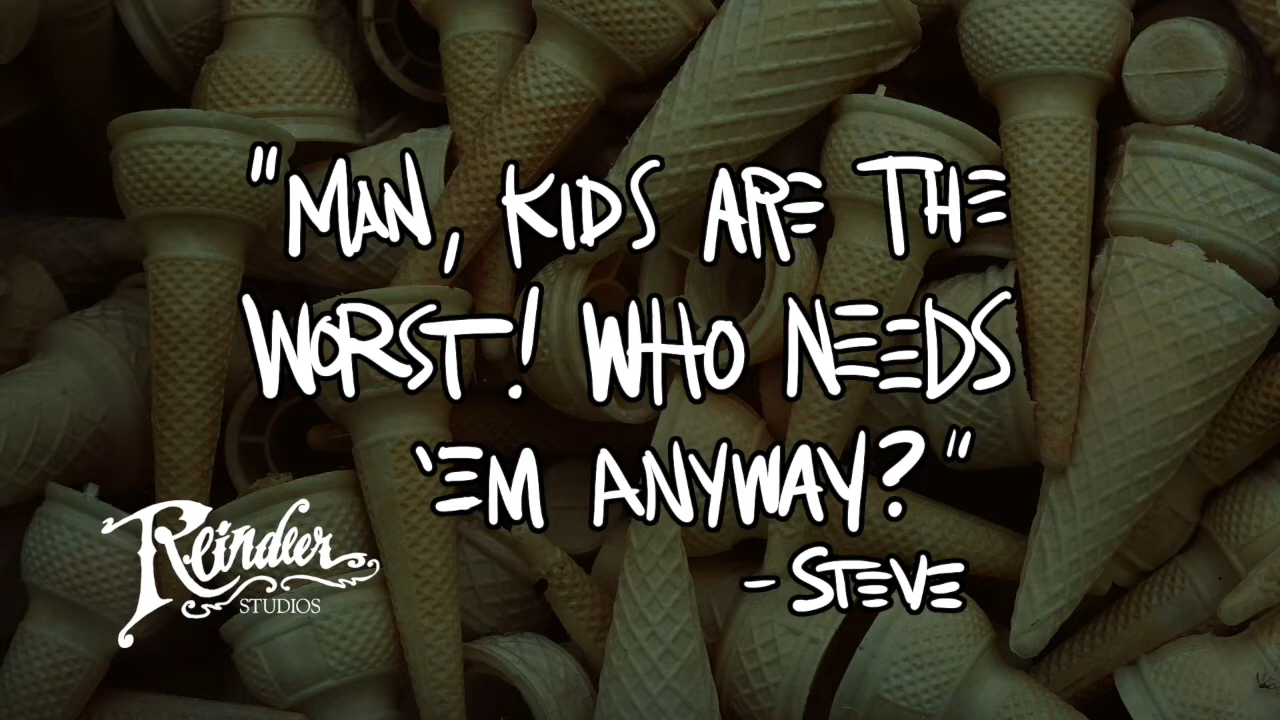 "MAN, KIDS ARE THE
WORST! WHO NEEDS
'EM ANYWAY?"
- STEVE
Reindeer
STUDIOS